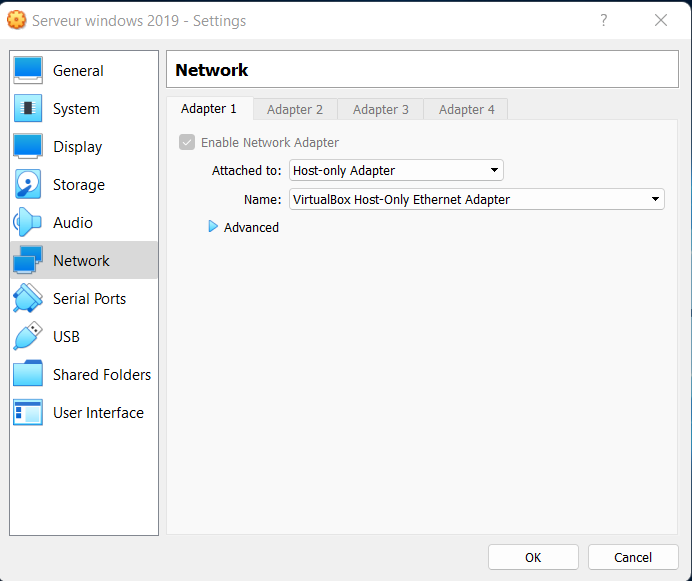 Serveur windows 2019 - Settings
?
General
System
Display
Storage
Audio
Network
Serial Ports
USB
Shared Folders
User Interface
Network
Adapter 1 Adapter 2 Adapter 3 Adapter 4
Enable Network Adapter
Attached to: Host-only Adapter
Name: VirtualBox Host-Only Ethernet Adapter
Advanced
OK Cancel